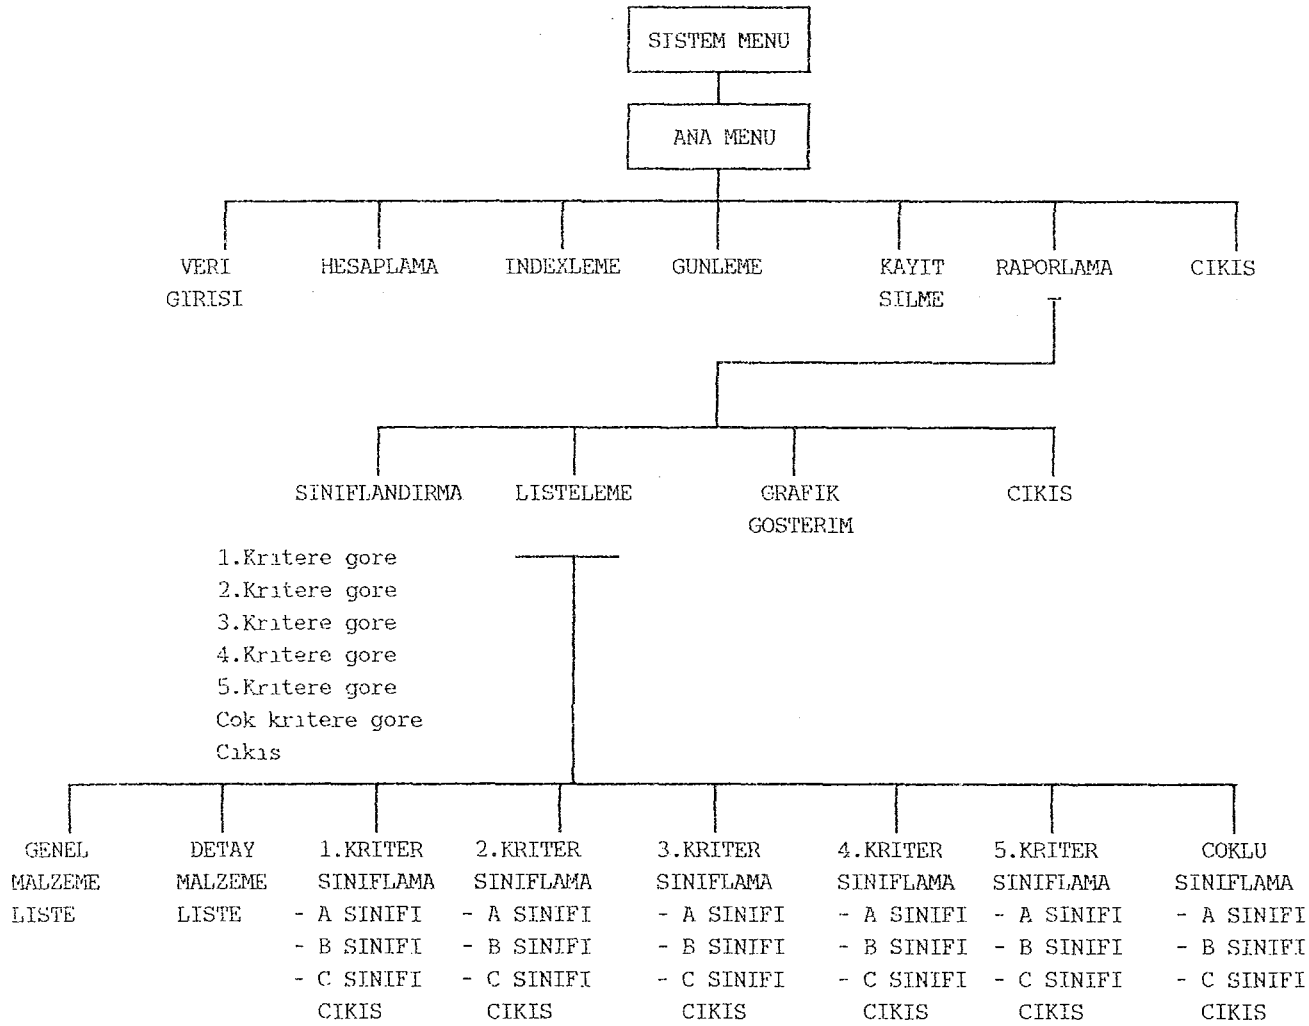 SISTEM MENU
ANA MENU
VERI HESAPLAMA INDEXLEME GUNLEME KAYIT RAPORLAMA CIKIS
GIRISI SILME
SINIFLANDIRMA LISTELEME GRAFIK CIKIS
GOSTERIM
1.Krıtere gore
2.Krıtere gore
3.Krıtere gore
4.Krıtere gore
5.Krıtere gore
Cok krıtere gore
Cıkıs
GENEL DETAY 1.KRITER 2.KRITER 3.KRITER 4.KRITER 5.KRITER COKLU
MALZEME MALZEME SINIFLAMA SINIFLAMA SINIFLAMA SINIFLAMA SINIFLAMA SINIFLAMA
LISTE LISTE - A SINIFI - A SINIFI - A SINIFI - A SINIFI - A SINIFI - A SINIFI
- B SINIFI - B SINIFI - B SINIFI - B SINIFI - B SINIFI - B SINIFI
- C SINIFI - C SINIFI - C SINIFI - C SINIFI - C SINIFI - C SINIFI
CIKIS CIKIS CIKIS CIKIS CIKIS CIKIS